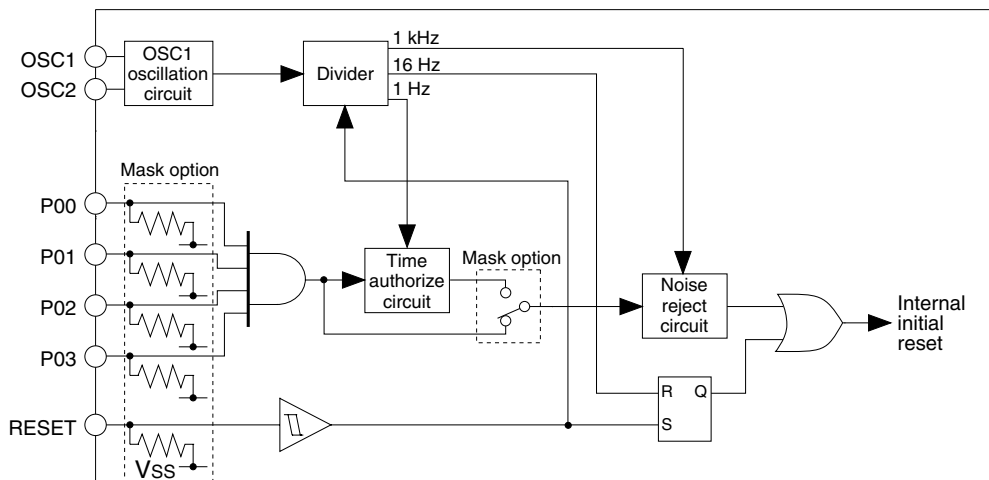 OSC1
OSC2
OSC1
oscillation
circuit
Divider
1 kHz
16 Hz
1 Hz
Mask option
P00
P01
P02
P03
RESET
VSS
Time
authorize
circuit
Mask option
Noise
reject
circuit
R
Q
S
Internal
initial
reset